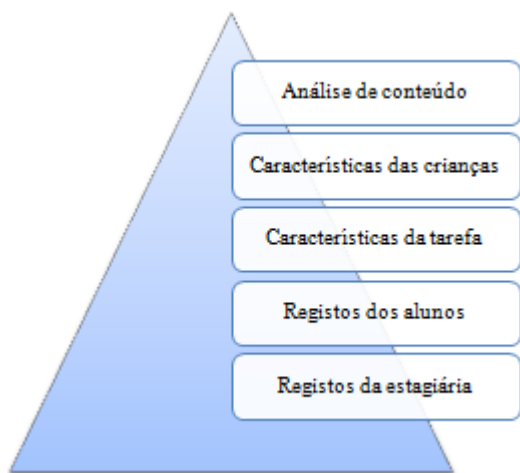 Análise de conteúdo
Características das crianças
Características da tarefa
Registos dos alunos
Registos da estagiária